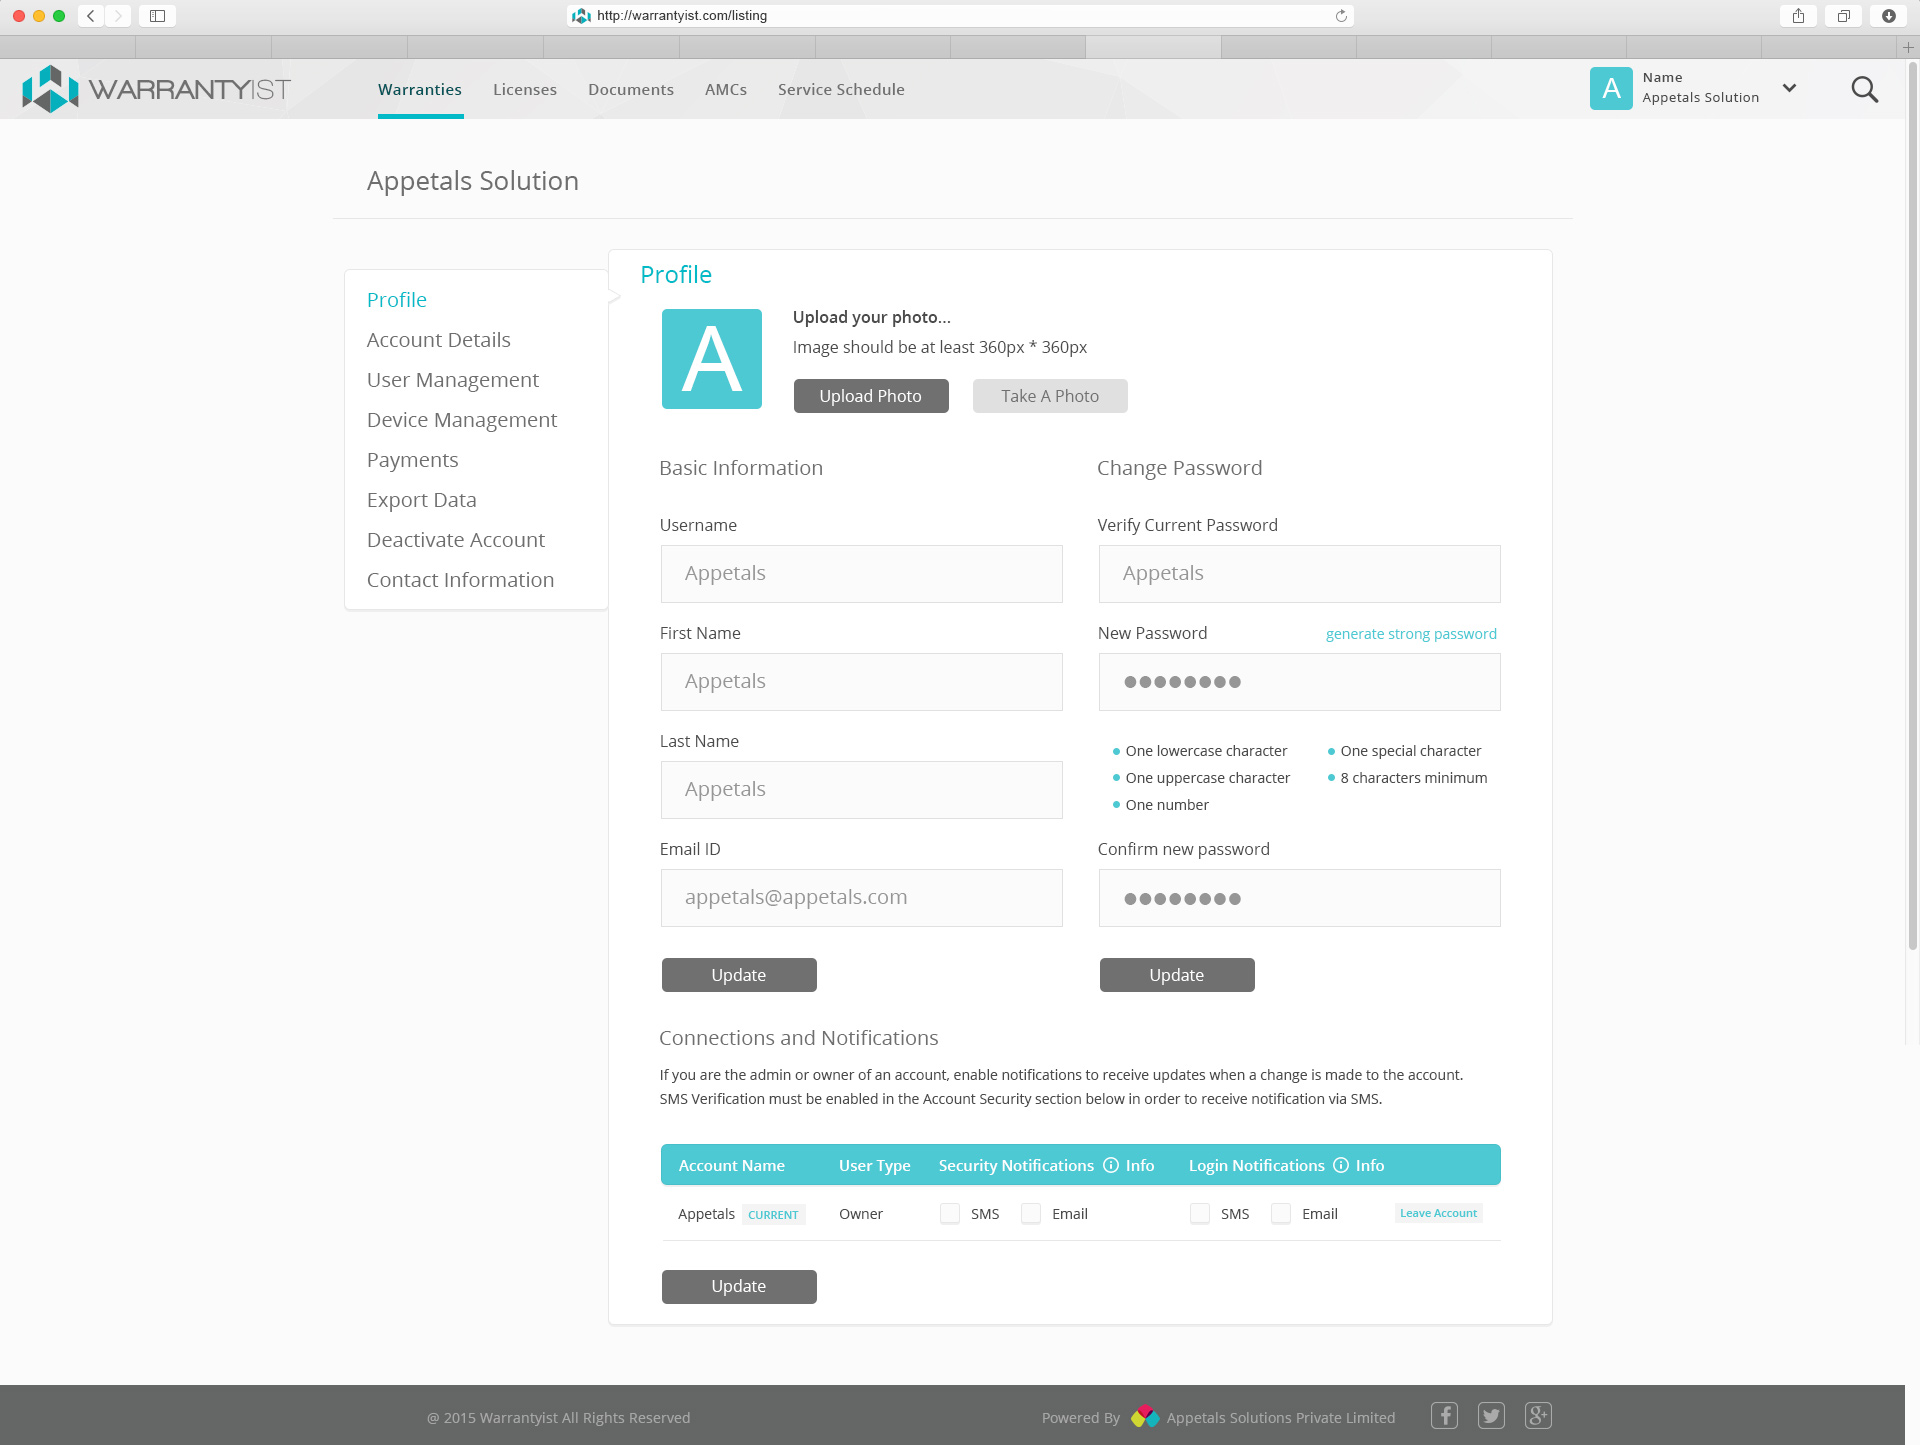 http://warrantyist.com/listing
WARRANTYIST
Warranties Licenses Documents AMCs Service Schedule
A
Name
Appetals Solution
Appetals Solution
Profile
Account Details
User Management
Device Management
Payments
Export Data
Deactivate Account
Contact Information
Profile
A
Upload your photo...
Image should be at least 360px * 360px
Upload Photo Take A Photo
Basic Information
Username
Appetals
First Name
Appetals
Last Name
Appetals
Email ID
appetals@appetals.com
Update
Change Password
Verify Current Password
Appetals
New Password generate strong password
One lowercase character
One uppercase character
One number
One special character
8 characters minimum
Confirm new password
Update
Connections and Notifications
If you are the admin or owner of an account, enable notifications to receive updates when a change is made to the account.
SMS Verification must be enabled in the Account Security section below in order to receive notification via SMS.
Account Name User Type Security Notifications Info Login Notifications Info
Appetals CURRENT Owner SMS Email SMS Email Leave Account
Update
@ 2015 Warrantyist All Rights Reserved
Powered By Appetals Solutions Private Limited